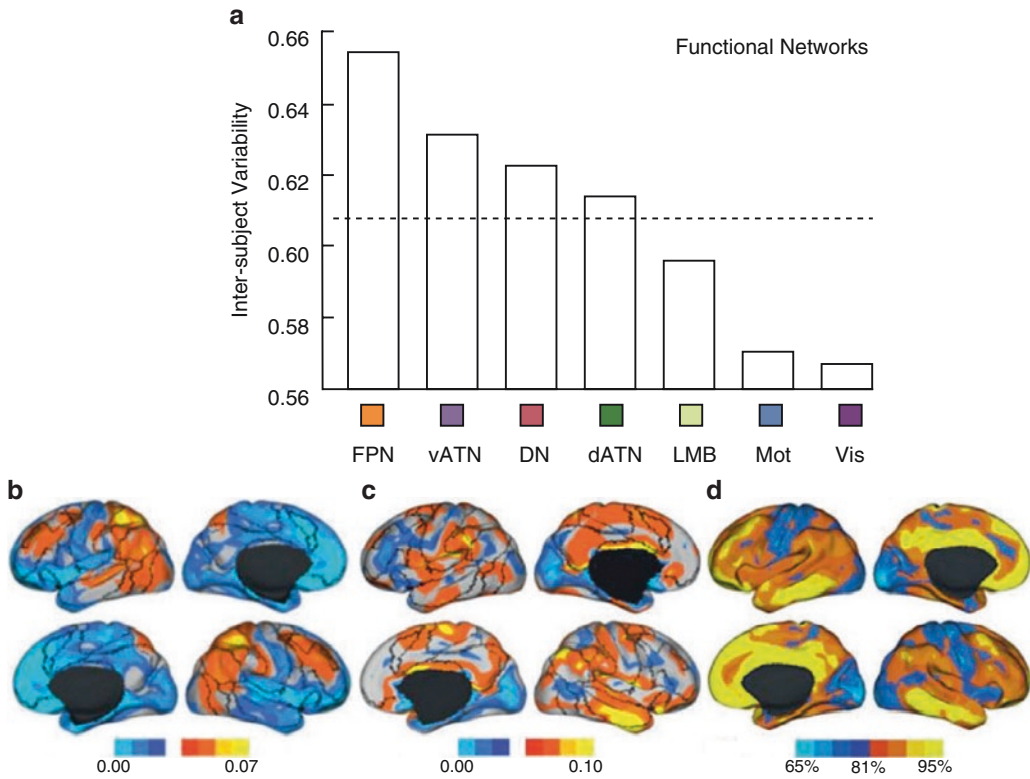 a
Functional Networks
Inter-subject Variability
0.66
0.64
0.62
0.60
0.58
0.56
FPN vATN DN dATN LMB Mot Vis
b c d
0.00 0.07 0.00 0.10 65% 81% 95%